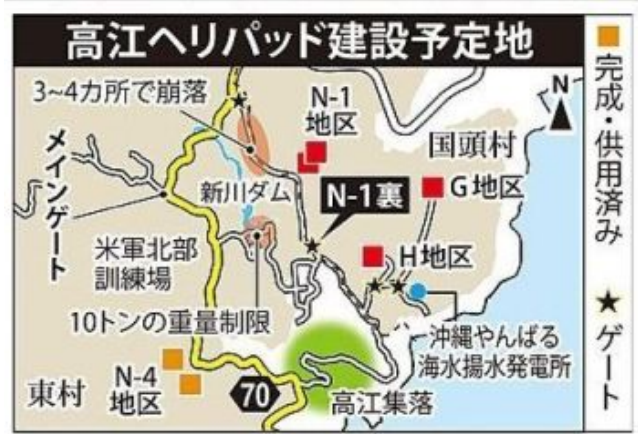 高江ヘリパッド建設予定地
3~4カ所で崩落
N-1
地区
国頭村
N
メインゲート
新川ダム
N-1裏
G地区
米軍北部
訓練場
H地区
10トンの重量制限
沖縄やんばる
海水揚水発電所
東村
N-4
地区
70
高江集落
完成・供用済み
ゲート